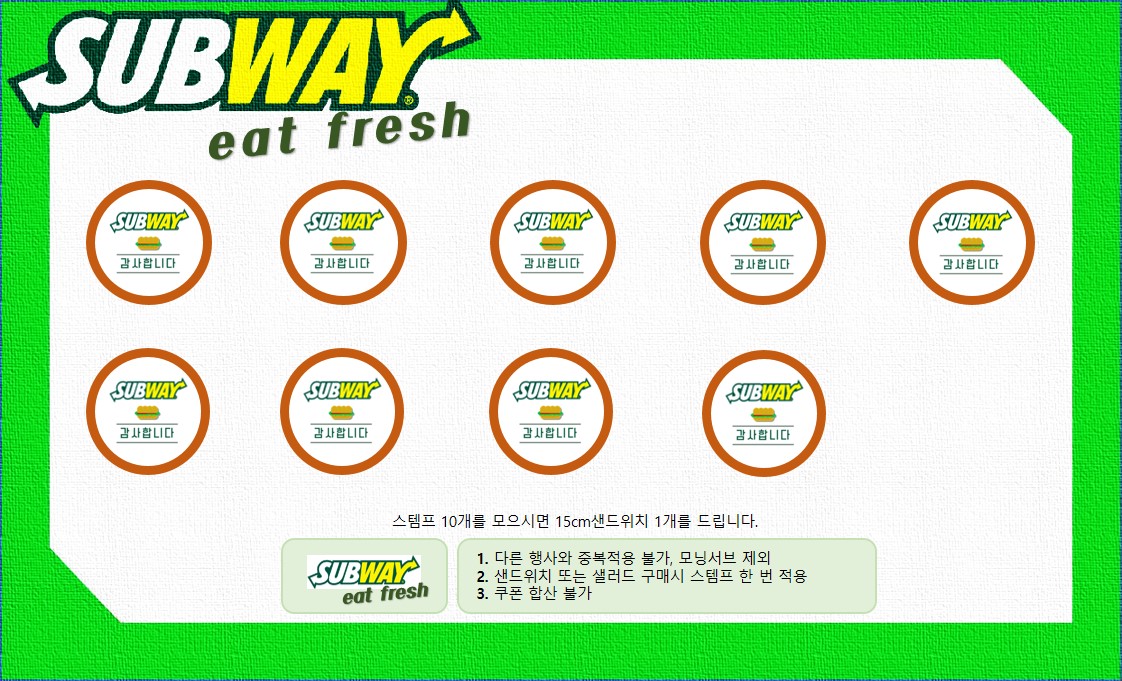 SUBWAY®
eat fresh
SUBWAY
감사합니다
SUBWAY
감사합니다
SUBWAY
감사합니다
SUBWAY
감사합니다
SUBWAY
감사합니다
SUBWAY
감사합니다
SUBWAY
감사합니다
SUBWAY
감사합니다
SUBWAY
감사합니다
스템프 10개를 모으시면 15cm샌드위치 1개를 드립니다.
SUBWAY
eat fresh
1. 다른 행사와 중복적용 불가, 모닝서브 제외
2. 샌드위치 또는 샐러드 구매시 스템프 한 번 적용
3. 쿠폰 합산 불가